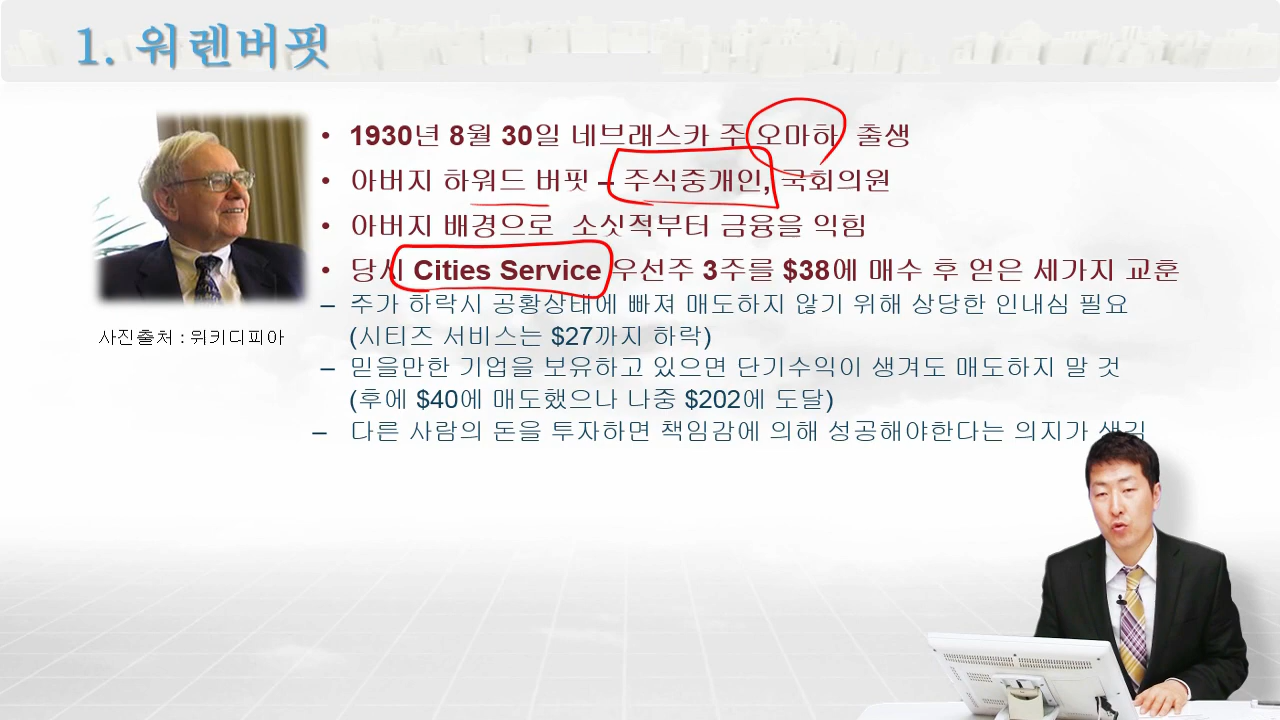 1. 워렌버핏
• 1930년 8월 30일 네브래스카 주 오마하 출생
• 아버지 하워드 버핏 – 주식중개인, 국회의원
• 아버지 배경으로 소싯적부터 금융을 익힘
• 당시 Cities Service 우선주 3주를 $38에 매수 후 얻은 세가지 교훈
– 주가 하락시 공황상태에 빠져 매도하지 않기 위해 상당한 인내심 필요
(시티즈 서비스는 $27까지 하락)
– 믿을만한 기업을 보유하고 있으면 단기수익이 생겨도 매도하지 말 것
(후에 $40에 매도했으나 나중 $202에 도달)
– 다른 사람의 돈을 투자하면 책임감에 의해 성공해야한다는 의지가 생김
사진출처 : 위키디피아